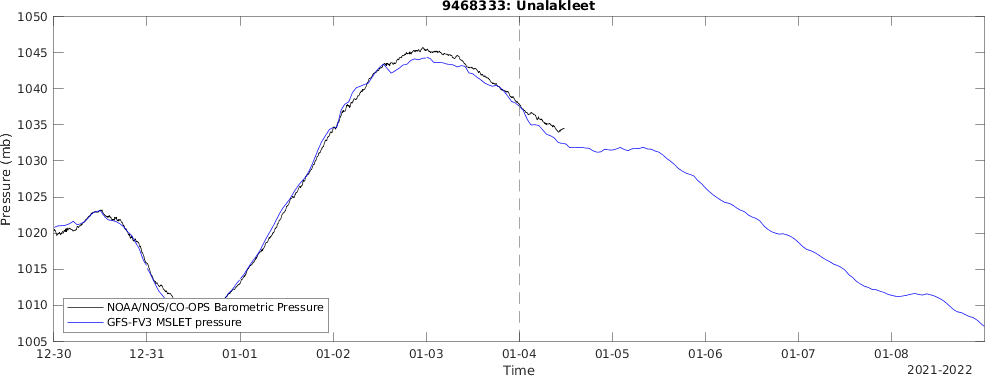 9468333: Unalakleet
1050
1045
1040
1035
1030
1025
1020
1015
1010
1005
Pressure (mb)
NOAA/NOS/CO-OPS Barometric Pressure
GFS-FV3 MSLET pressure
12-30 12-31 01-01 01-02 01-03 01-04 01-05 01-06 01-07 01-08
Time
2021-2022